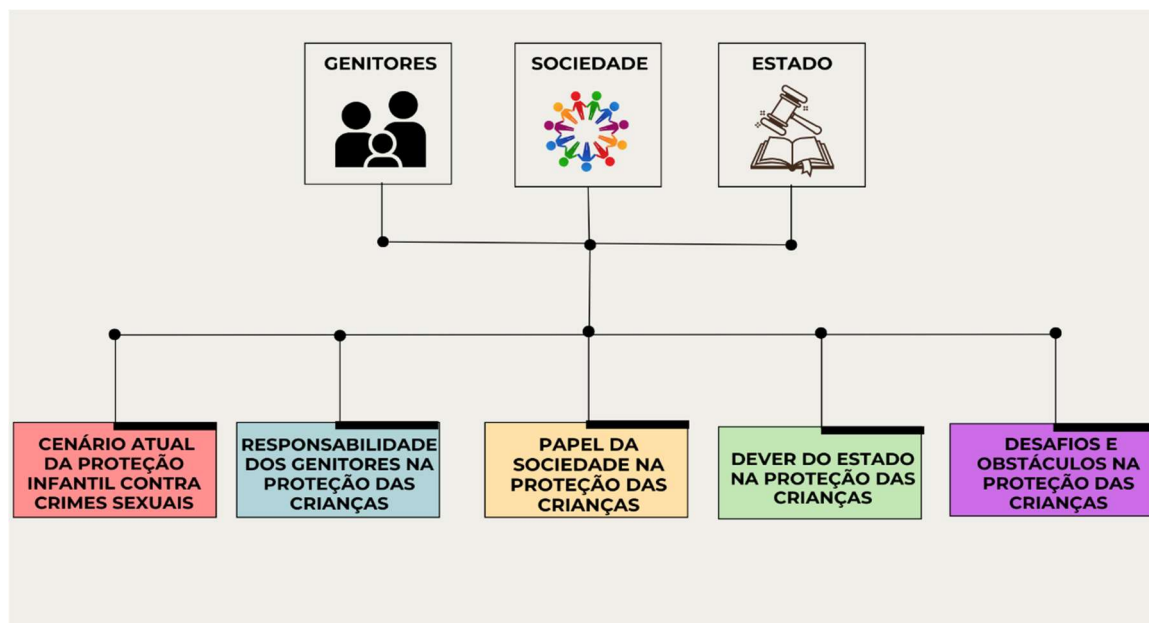 GENITORES
SOCIEDADE
ESTADO
CENÁRIO ATUAL
DA PROTEÇÃO
INFANTIL CONTRA
CRIMES SEXUAIS
RESPONSABILIDADE
DOS GENITORES NA
PROTEÇÃO DAS
CRIANÇAS
PAPEL DA
SOCIEDADE NA
PROTEÇÃO DAS
CRIANÇAS
DEVER DO ESTADO
NA PROTEÇÃO DAS
CRIANÇAS
DESAFIOS E
OBSTÁCULOS NA
PROTEÇÃO DAS
CRIANÇAS